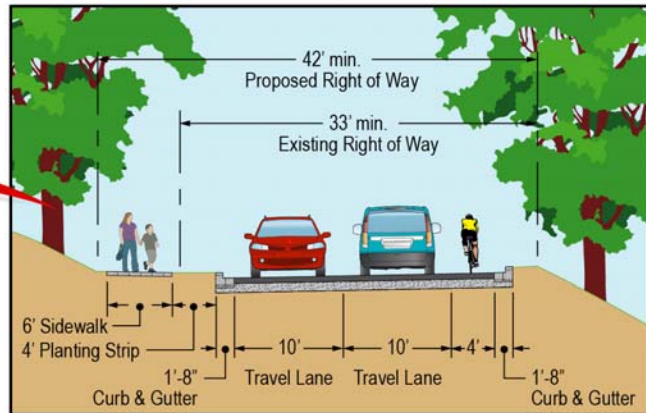 42' min.
Proposed Right of Way
33' min.
Existing Right of Way
6' Sidewalk
4' Planting Strip
1'-8"
Curb & Gutter
10'
Travel Lane
10'
Travel Lane
4'
1'-8"
Curb & Gutter